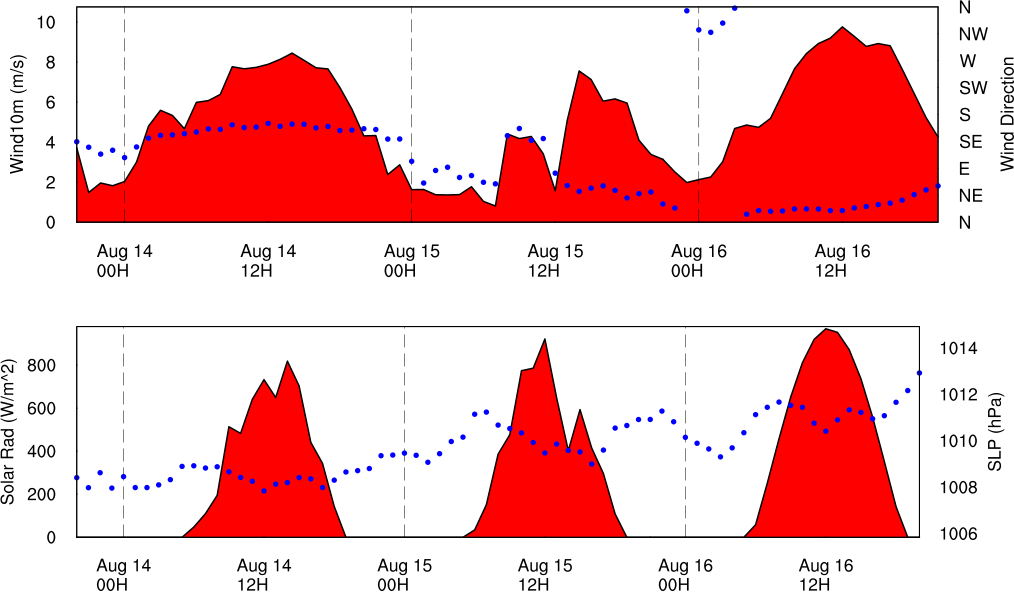 Wind10m (m/s)
10
8
6
4
2
0
N
NW
W
SW
S
SE
E
NE
N
Wind Direction
Aug 14 Aug 14 Aug 15 Aug 15 Aug 16 Aug 16
00H 12H 00H 12H 00H 12H
Solar Rad (W/m^2)
800
600
400
200
0
1014
1012
1010
1008
1006
SLP (hPa)
Aug 14 Aug 14 Aug 15 Aug 15 Aug 16 Aug 16
00H 12H 00H 12H 00H 12H